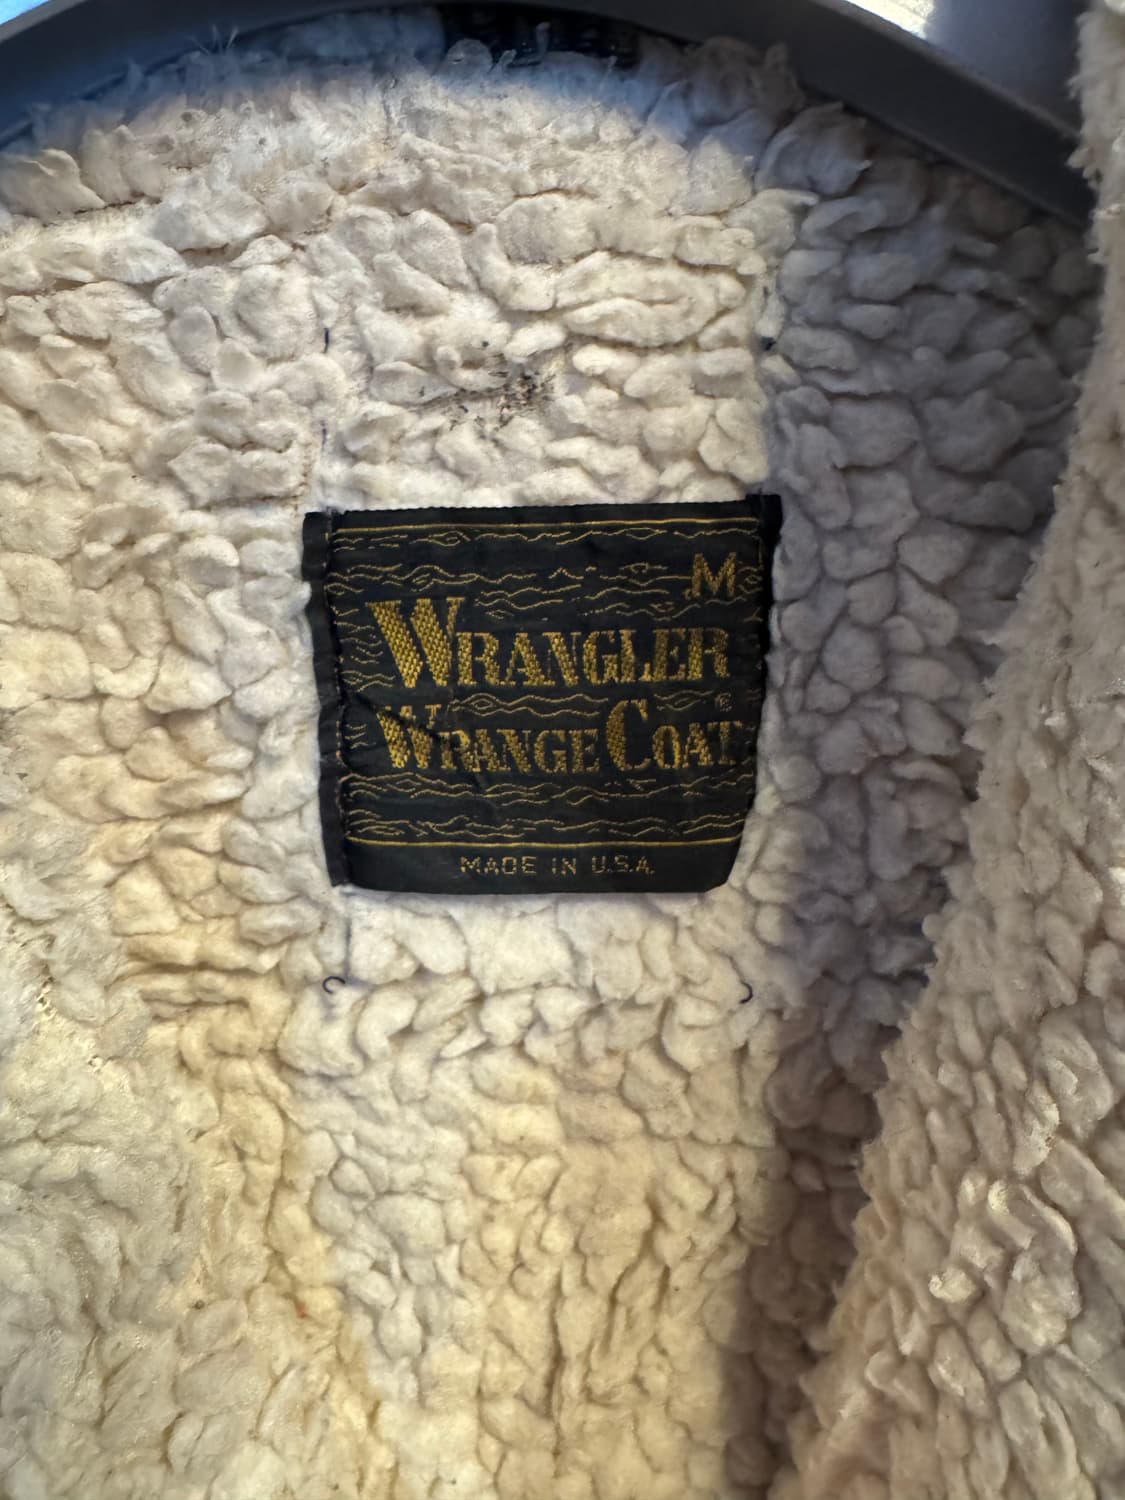 M
WRANGLER
®
WRANGE COAT
MADE IN U.S.A.